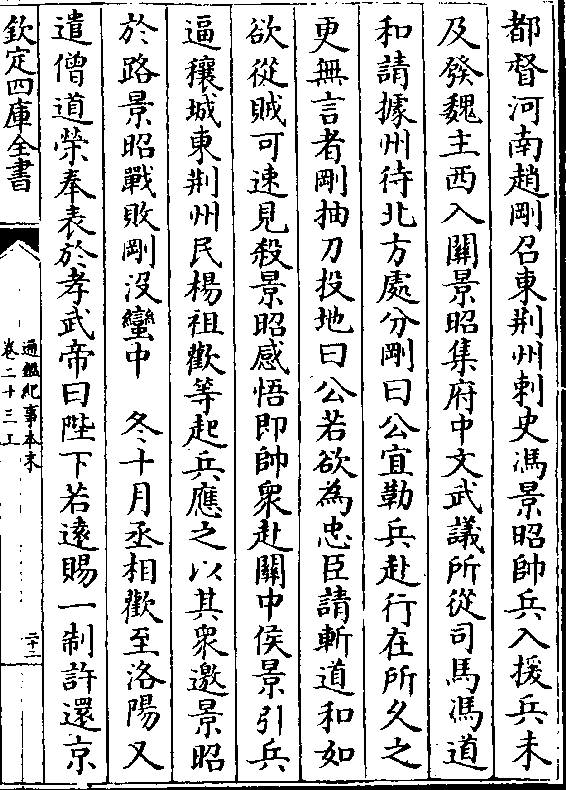 都督河南趙剛召東荆州刺史馮景昭帥兵入援兵未
及發魏主西入關景昭集府中文武議所從司馬馮道
和請據州待北方處分剛曰公宜勒兵赴行在所久之
更無言者剛抽刀投地曰公若欲為忠臣請斬道和如
欲從賊可速見殺景昭感悟即帥衆赴關中侯景引兵
逼穰城東荆州民楊祖歡等起兵應之以其衆邀景昭
於路景昭戰敗剛沒蠻中　冬十月丞相歡至洛陽又
遣僧道榮奉表於孝武帝曰陛下若遠賜一制許還京
欽定四庫全書
通鑑紀事本末
卷二十三上
二十二